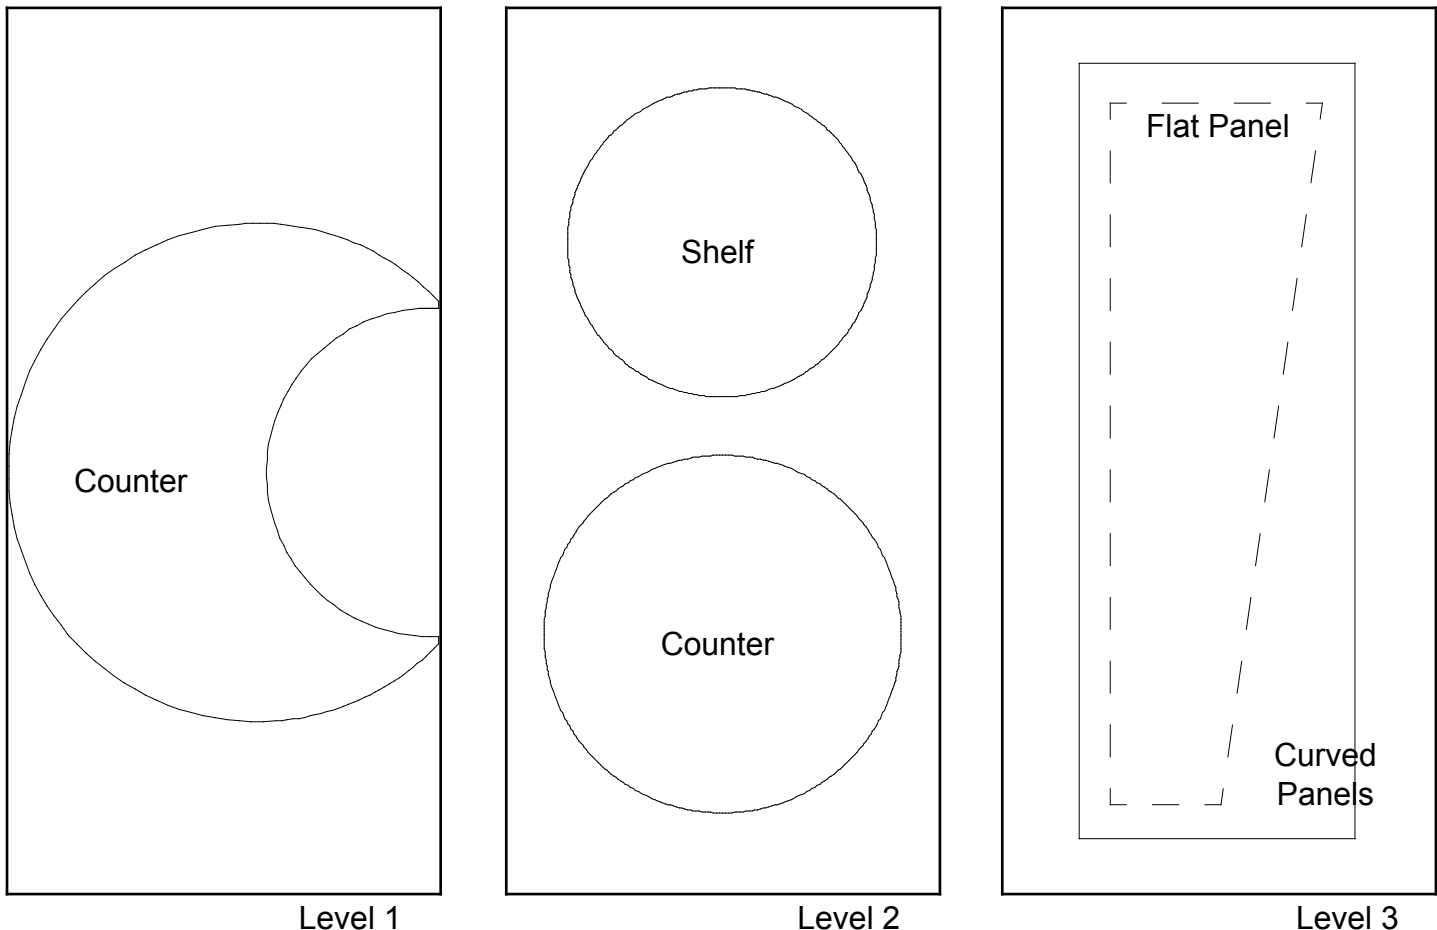 Counter
Level 1
Shelf
Counter
Level 2
Flat Panel
Curved
Panels
Level 3